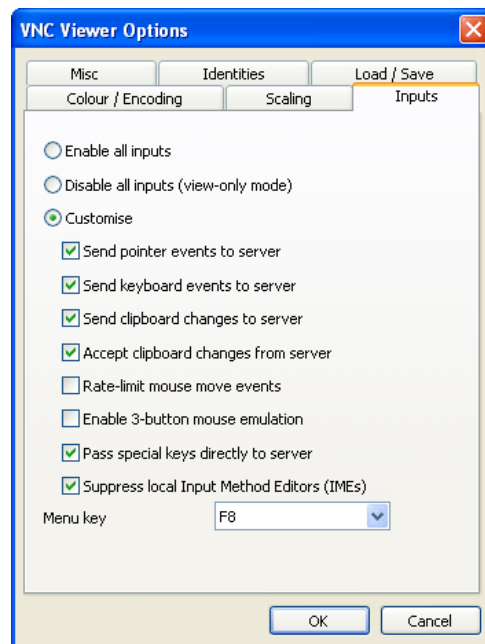 VNC Viewer Options
Misc Identities Load / Save
Colour / Encoding Scaling Inputs
Enable all inputs
Disable all inputs (view-only mode)
Customise
Send pointer events to server
Send keyboard events to server
Send clipboard changes to server
Accept clipboard changes from server
Rate-limit mouse move events
Enable 3-button mouse emulation
Pass special keys directly to server
Suppress local Input Method Editors (IMEs)
Menu key F8
OK Cancel